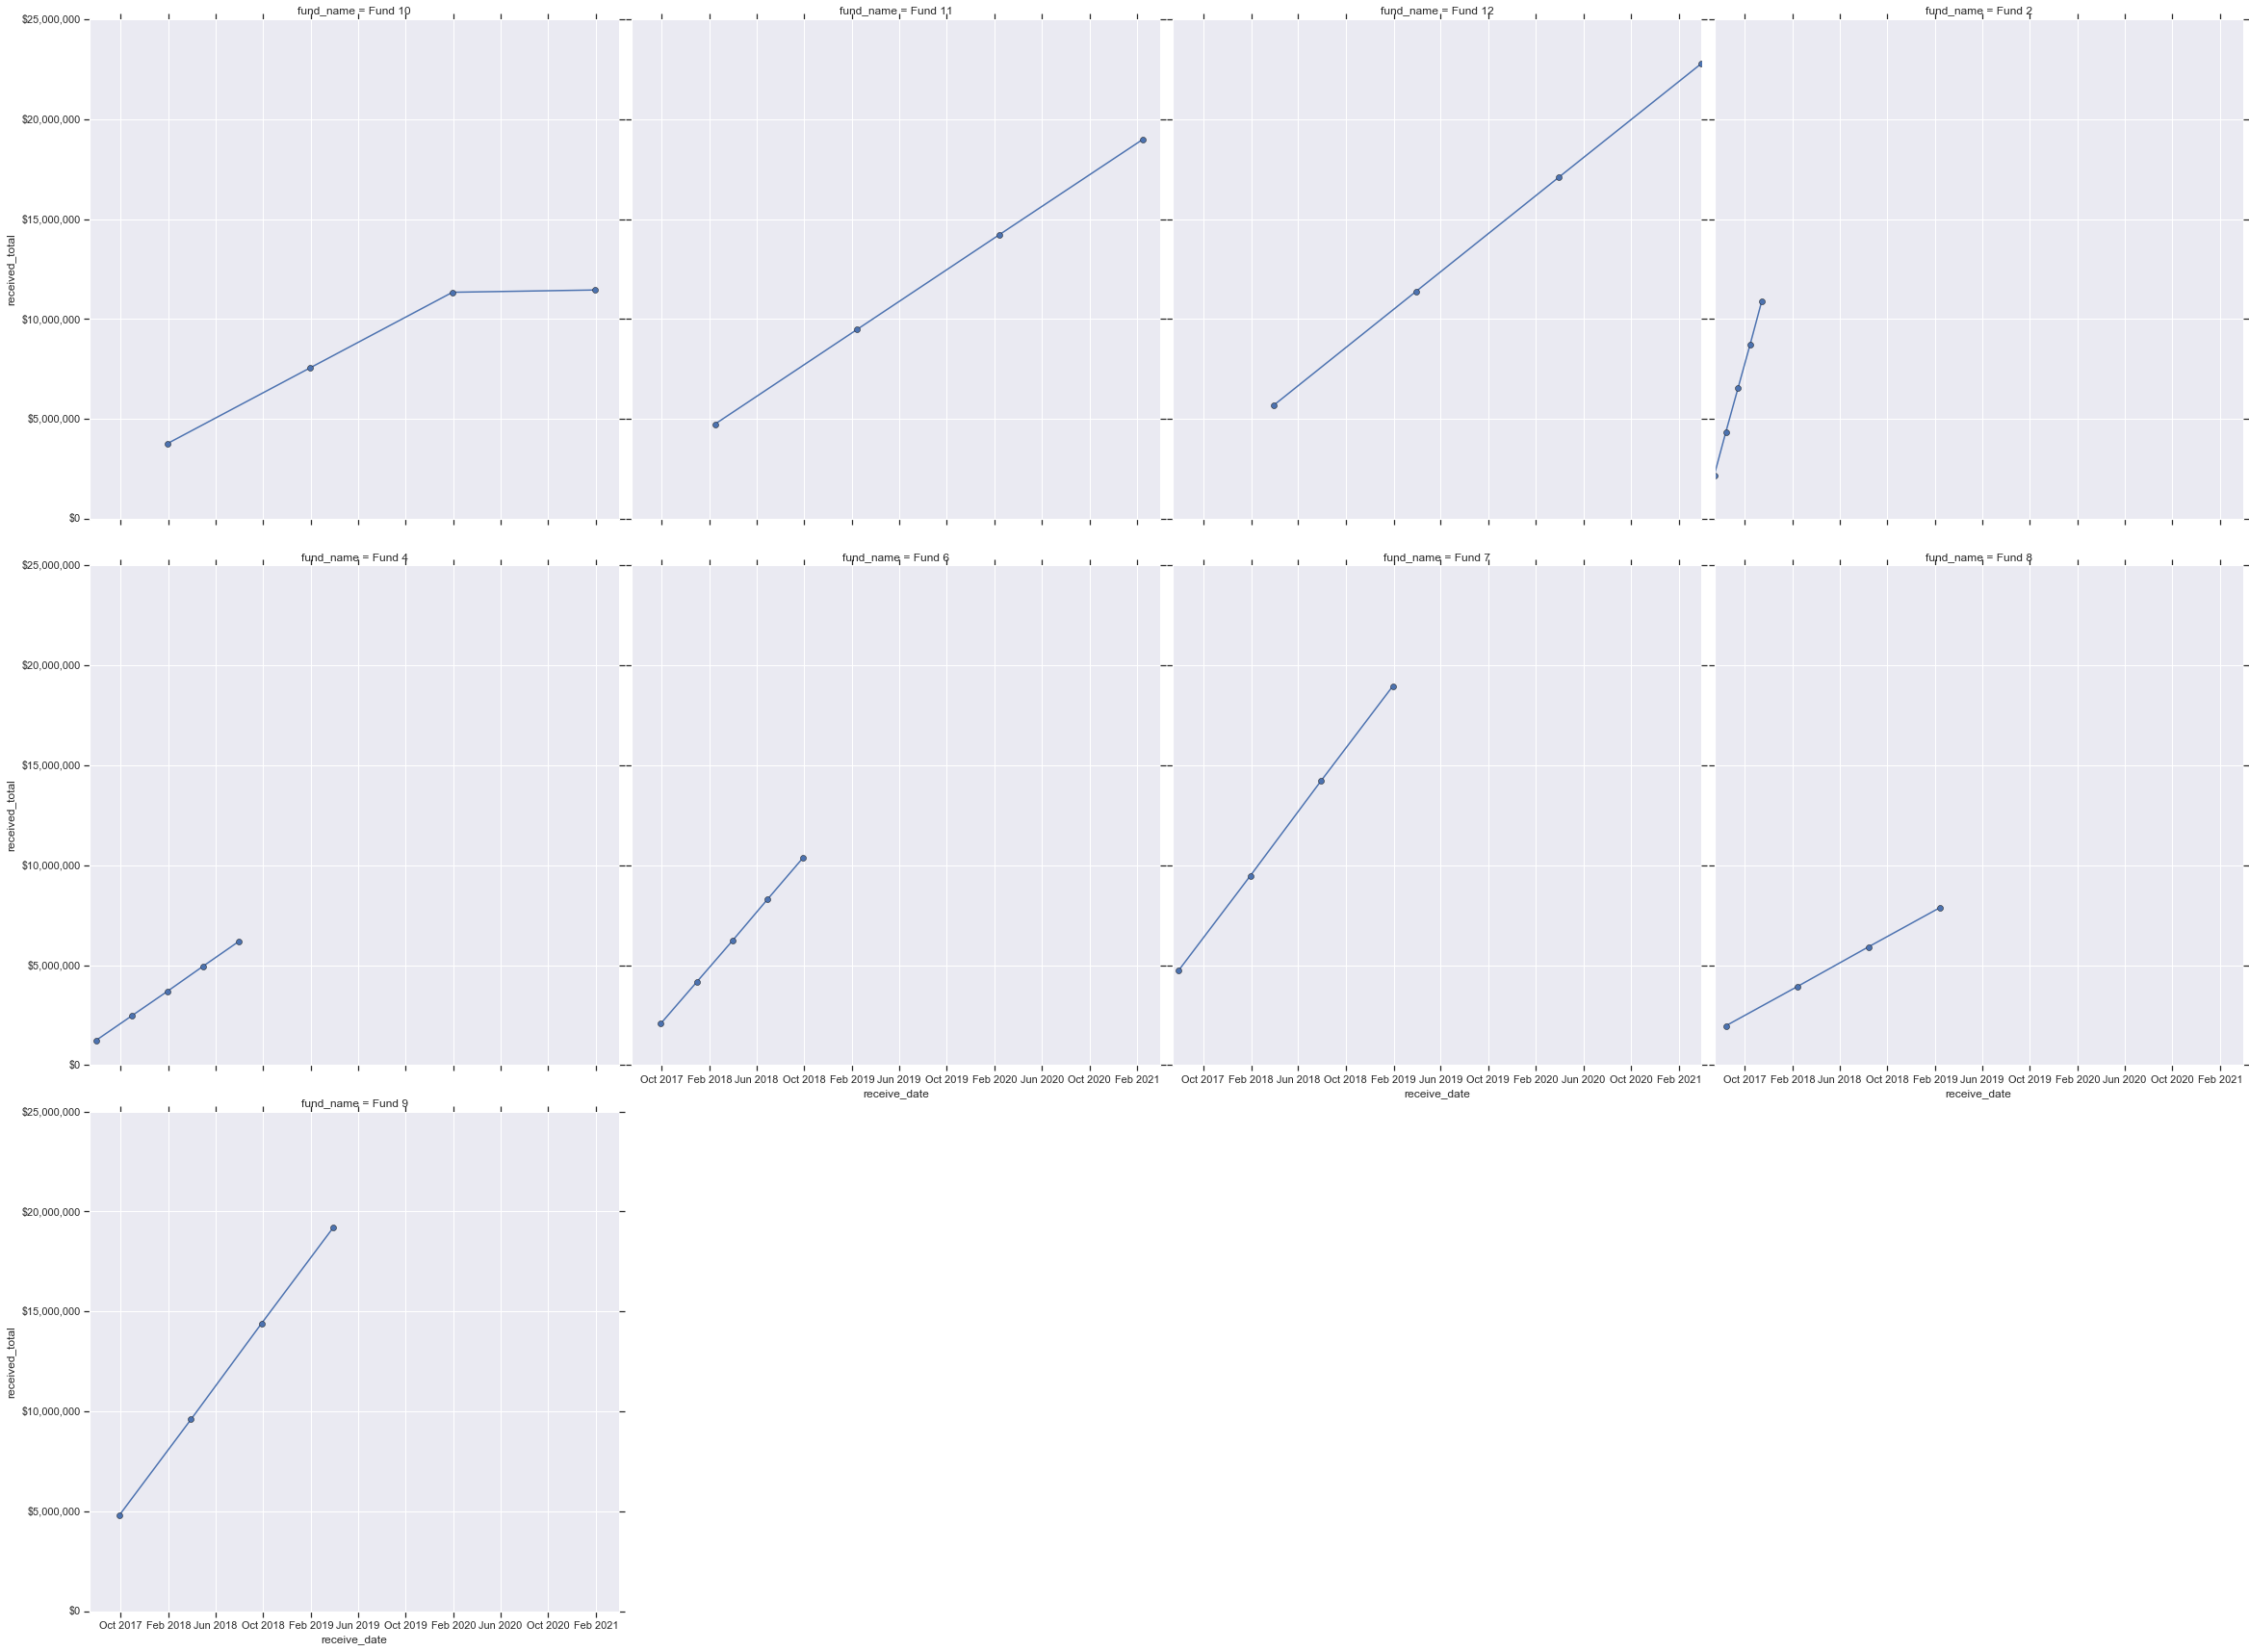 fund_name = Fund 10
fund_name = Fund 11
fund_name = Fund 12
fund_name = Fund 2
$25,000,000
$20,000,000
$15,000,000
$10,000,000
$5,000,000
$0
received_total
fund_name = Fund 4
fund_name = Fund 6
fund_name = Fund 7
fund_name = Fund 8
$25,000,000
$20,000,000
$15,000,000
$10,000,000
$5,000,000
$0
received_total
Oct 2017 Feb 2018 Jun 2018 Oct 2018 Feb 2019 Jun 2019 Oct 2019 Feb 2020 Jun 2020 Oct 2020 Feb 2021
receive_date
Oct 2017 Feb 2018 Jun 2018 Oct 2018 Feb 2019 Jun 2019 Oct 2019 Feb 2020 Jun 2020 Oct 2020 Feb 2021
receive_date
Oct 2017 Feb 2018 Jun 2018 Oct 2018 Feb 2019 Jun 2019 Oct 2019 Feb 2020 Jun 2020 Oct 2020 Feb 2021
receive_date
fund_name = Fund 9
$25,000,000
$20,000,000
$15,000,000
$10,000,000
$5,000,000
$0
received_total
Oct 2017 Feb 2018 Jun 2018 Oct 2018 Feb 2019 Jun 2019 Oct 2019 Feb 2020 Jun 2020 Oct 2020 Feb 2021
receive_date